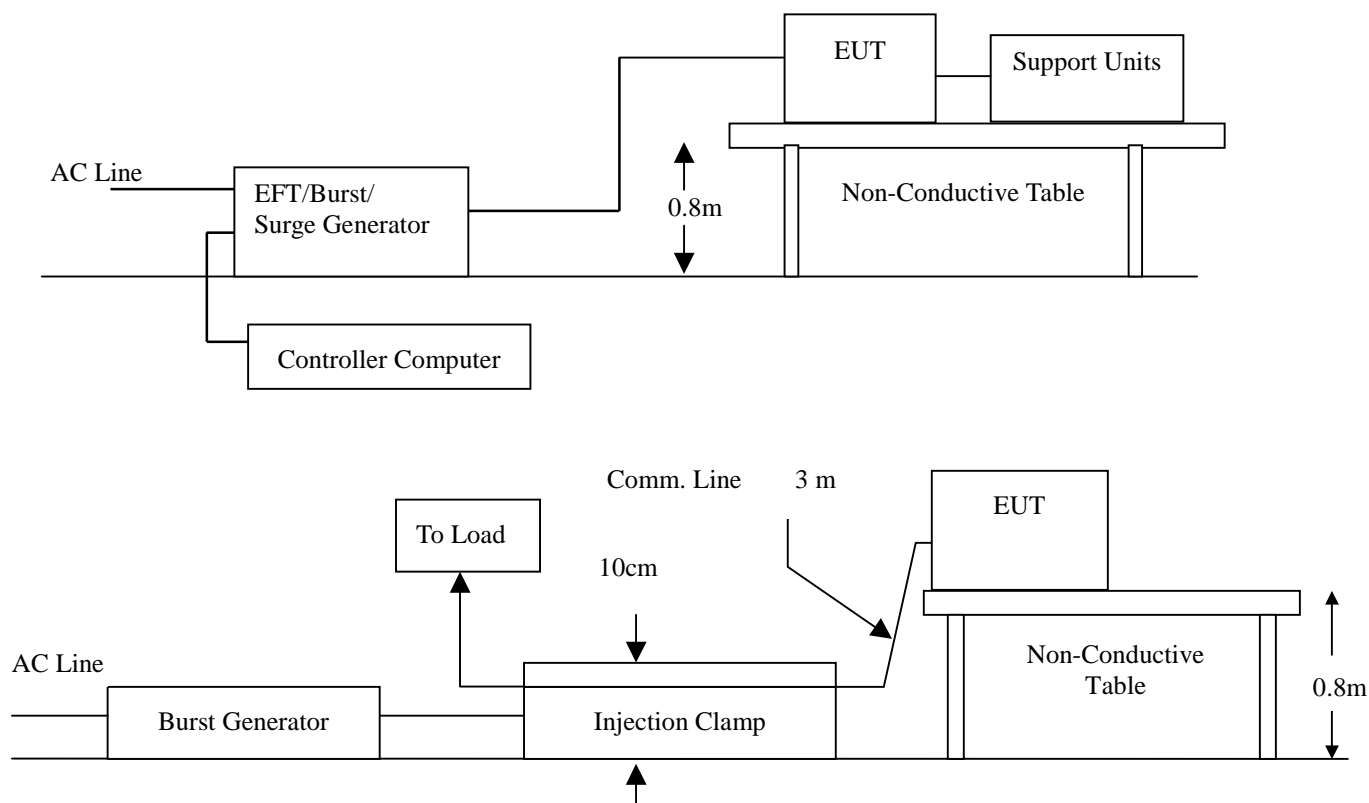 EUT
Support Units
AC Line
EFT/Burst/
Surge Generator
0.8m
Non-Conductive Table
Controller Computer
Comm. Line 3 m
EUT
To Load
10cm
AC Line
Non-Conductive
Table
0.8m
Burst Generator
Injection Clamp